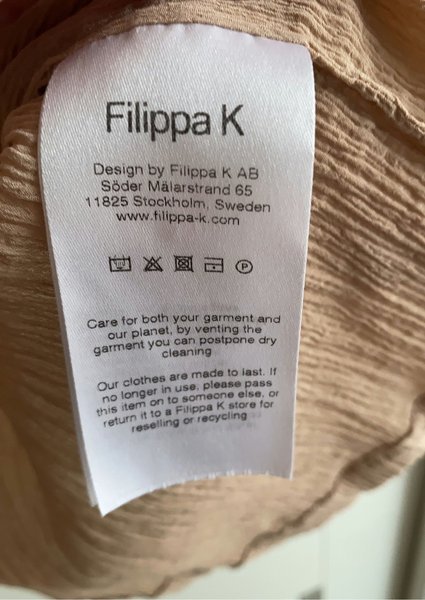 Filippa K
Design by Filippa K AB
Söder Mälarstrand 65
11825 Stockholm, Sweden
www.filippa-k.com
P
Care for both your garment and
our planet, by venting the
garment you can postpone dry
cleaning
Our clothes are made to last. If
no longer in use, please pass
this item on to someone else, or
return it to a Filippa K store for
reselling or recycling